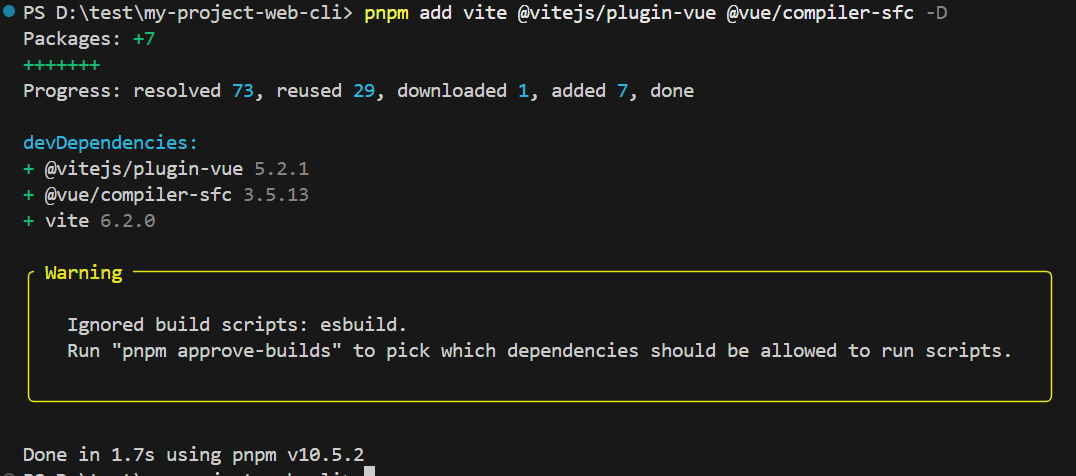 PS D:\test\my-project-web-cli> pnpm add vite @vitejs/plugin-vue @vue/compiler-sfc -D
Packages: +7
+++++++
Progress: resolved 73, reused 29, downloaded 1, added 7, done
devDependencies:
+ @vitejs/plugin-vue 5.2.1
+ @vue/compiler-sfc 3.5.13
+ vite 6.2.0
Warning
Ignored build scripts: esbuild.
Run "pnpm approve-builds" to pick which dependencies should be allowed to run scripts.
Done in 1.7s using pnpm v10.5.2